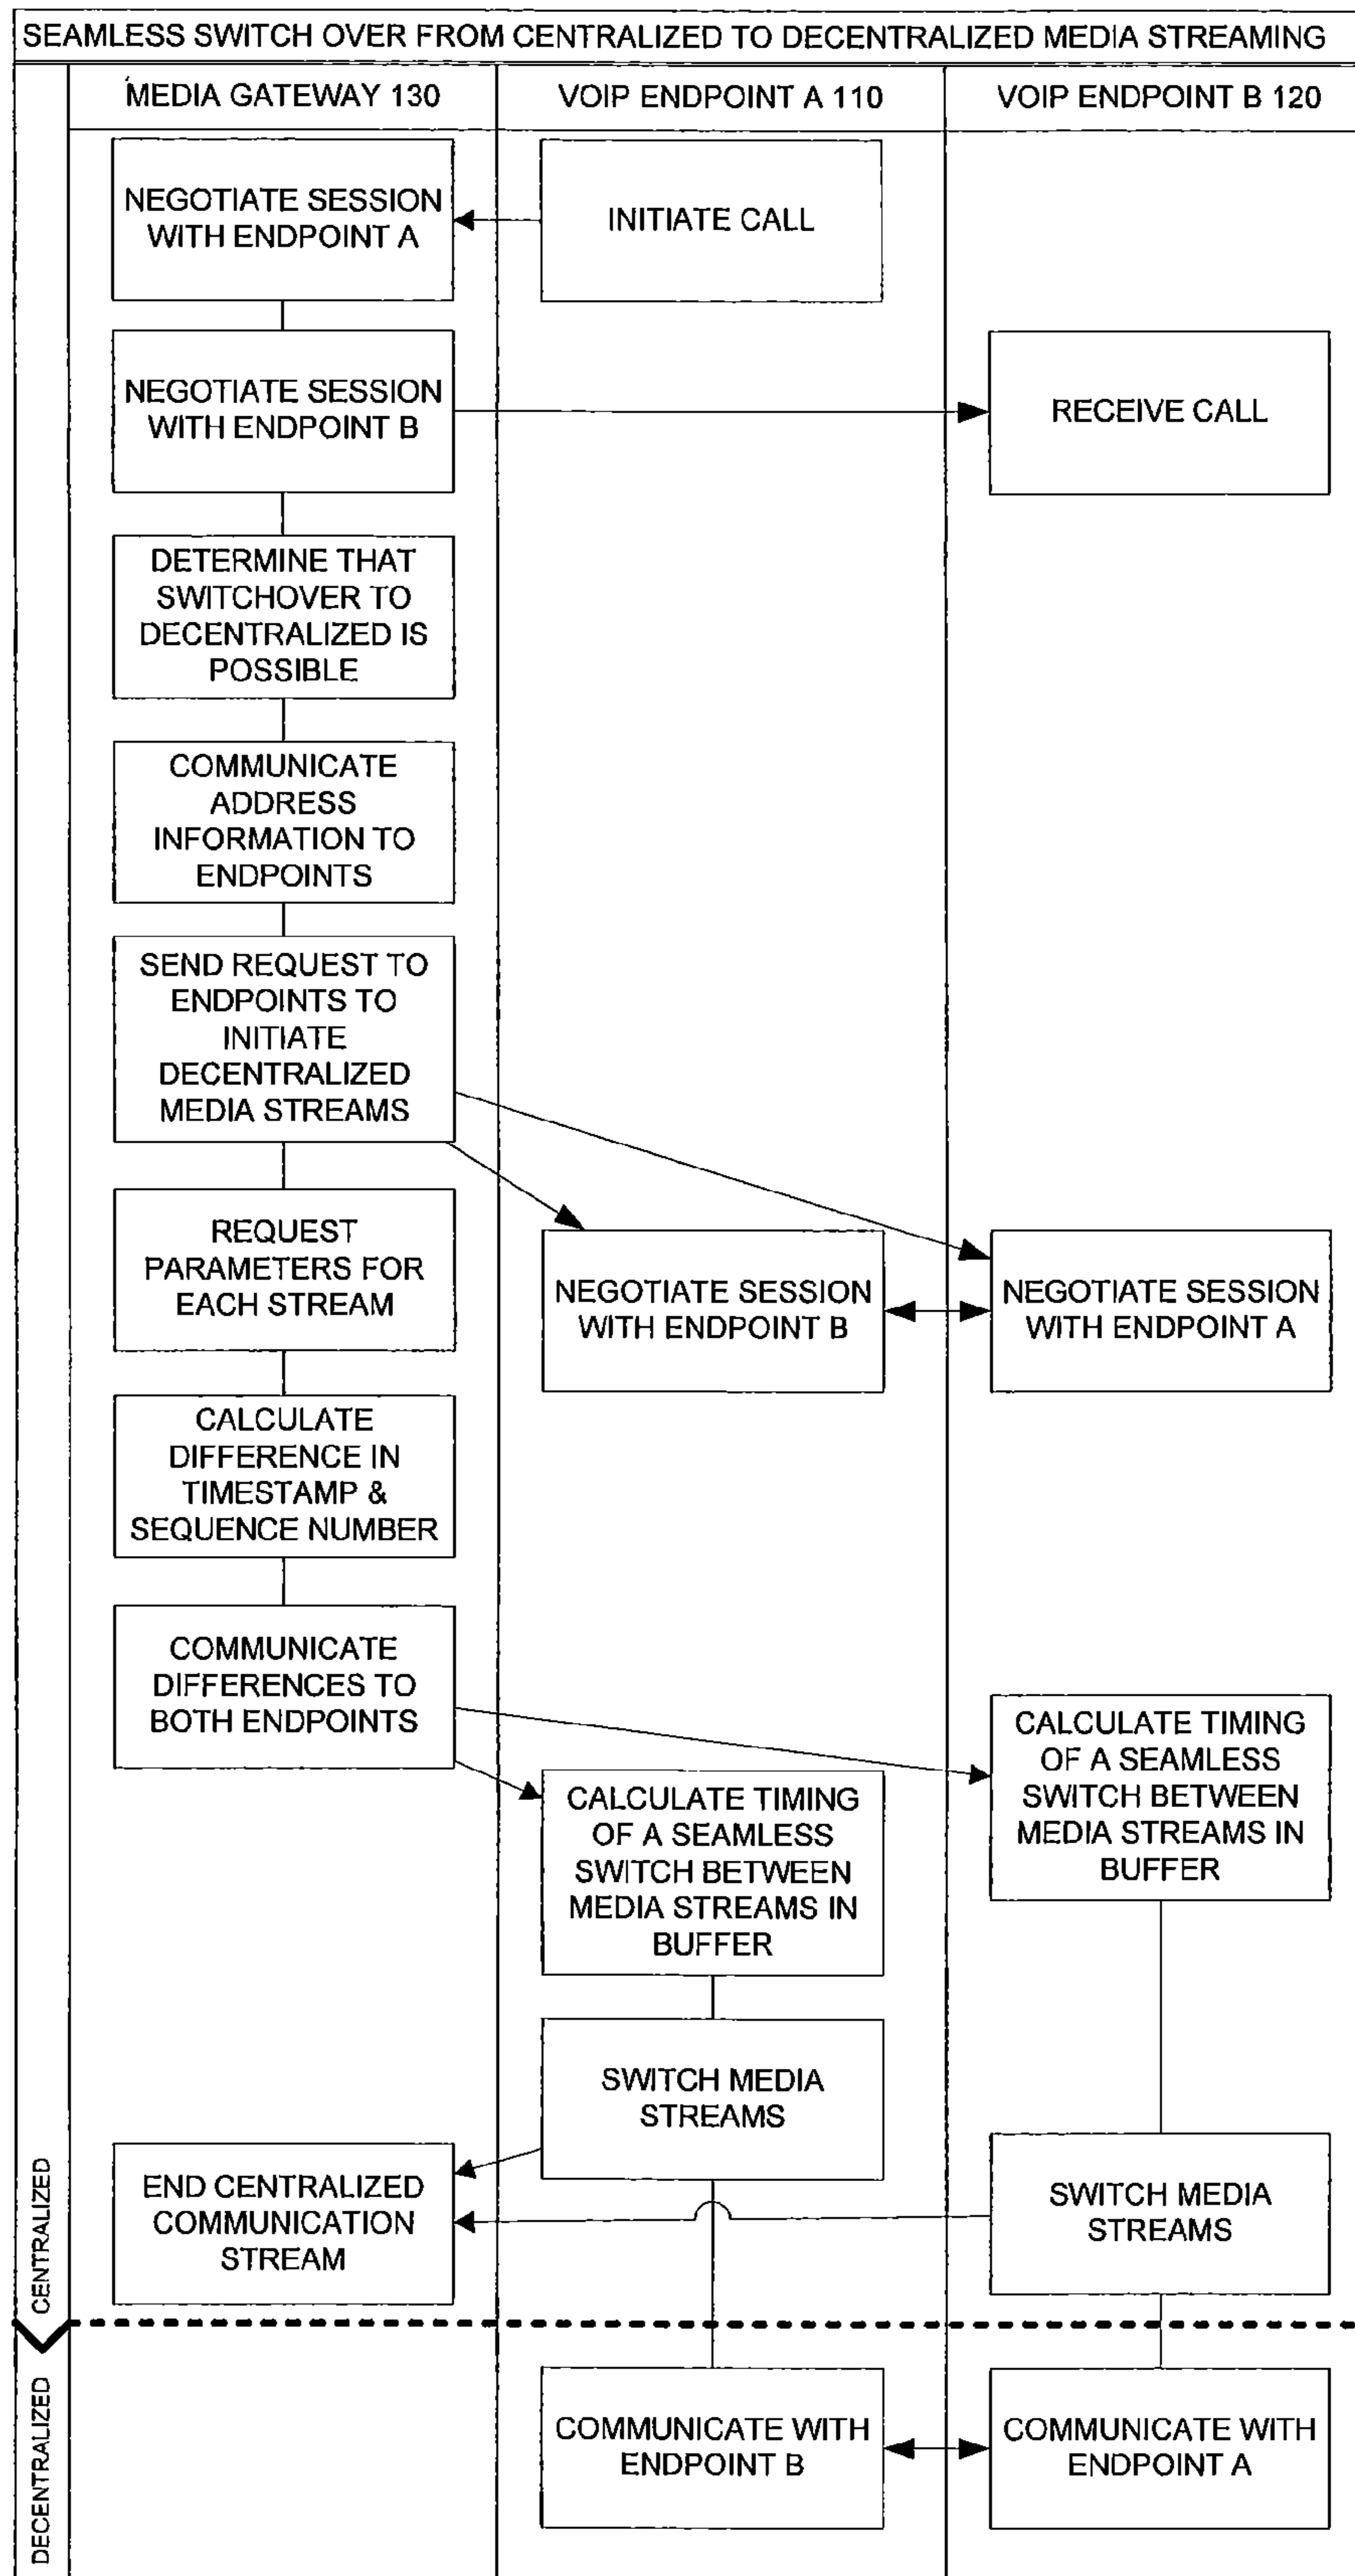 SEAMLESS SWITCH OVER FROM CENTRALIZED TO DECENTRALIZED MEDIA STREAMING
MEDIA GATEWAY 130
VOIP ENDPOINT A 110
VOIP ENDPOINT B 120
NEGOTIATE SESSION
WITH ENDPOINT A
INITIATE CALL
NEGOTIATE SESSION
WITH ENDPOINT B
RECEIVE CALL
DETERMINE THAT
SWITCHOVER TO
DECENTRALIZED IS
POSSIBLE
COMMUNICATE
ADDRESS
INFORMATION TO
ENDPOINTS
SEND REQUEST TO
ENDPOINTS TO
INITIATE
DECENTRALIZED
MEDIA STREAMS
REQUEST
PARAMETERS FOR
EACH STREAM
NEGOTIATE SESSION
WITH ENDPOINT B
NEGOTIATE SESSION
WITH ENDPOINT A
CALCULATE
DIFFERENCE IN
TIMESTAMP &
SEQUENCE NUMBER
COMMUNICATE
DIFFERENCES TO
BOTH ENDPOINTS
CALCULATE TIMING
OF A SEAMLESS
SWITCH BETWEEN
MEDIA STREAMS IN
BUFFER
CALCULATE TIMING
OF A SEAMLESS
SWITCH BETWEEN
MEDIA STREAMS IN
BUFFER
SWITCH MEDIA
STREAMS
END CENTRALIZED
COMMUNICATION
STREAM
SWITCH MEDIA
STREAMS
CENTRALIZED
DECENTRALIZED
COMMUNICATE WITH
ENDPOINT B
COMMUNICATE WITH
ENDPOINT A